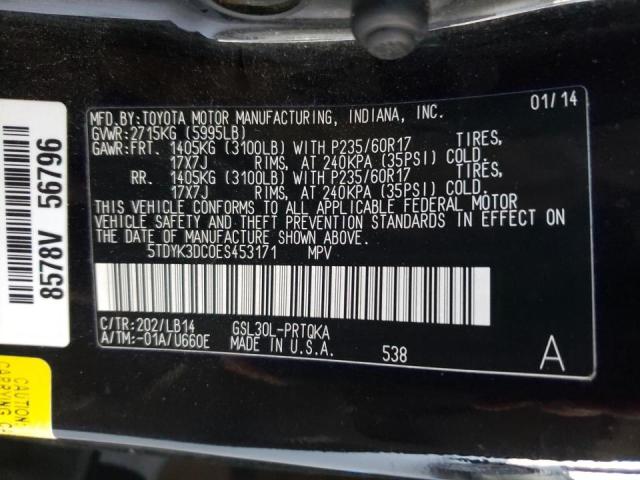 MFD.BY:TOYOTA MOTOR MANUFACTURING, INDIANA, INC. 01/14
GVWR:2715KG (5995LB)
GAWR:FRT. 1405KG (3100LB) WITH P235/60R17 TIRES,
17X7J RIMS, AT 240KPA (35PSI) COLD.
RR. 1405KG (3100LB) WITH P235/60R17 TIRES,
17X7J RIMS, AT 240KPA (35PSI) COLD.
THIS VEHICLE CONFORMS TO ALL APPLICABLE FEDERAL MOTOR
VEHICLE SAFETY AND THEFT PREVENTION STANDARDS IN EFFECT ON
THE DATE OF MANUFACTURE SHOWN ABOVE.
5TDYK3DC0ES453171 MPV
C/TR:202/LB14 GSL30L-PRTQKA
A/TM:-01A/U660E MADE IN U.S.A. 538 A
8578V 56796
CAUTION:
CARRYING